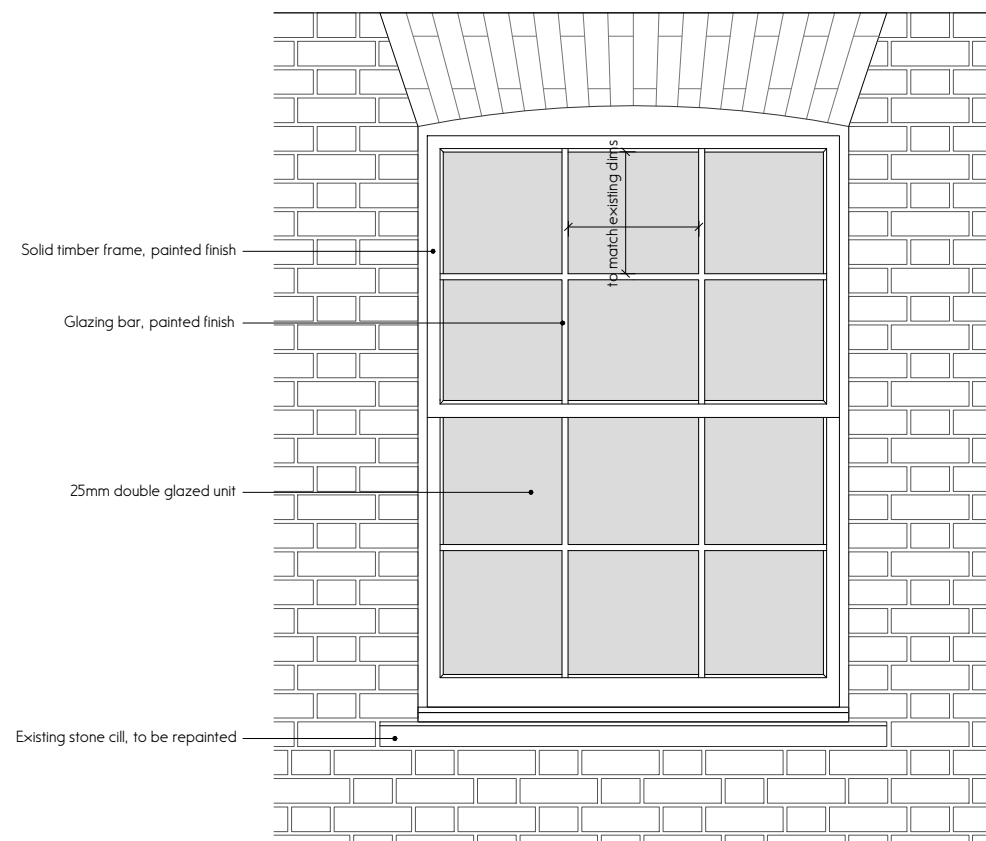 to match existing dims
Solid timber frame, painted finish
Glazing bar, painted finish
25mm double glazed unit
Existing stone cill, to be repainted